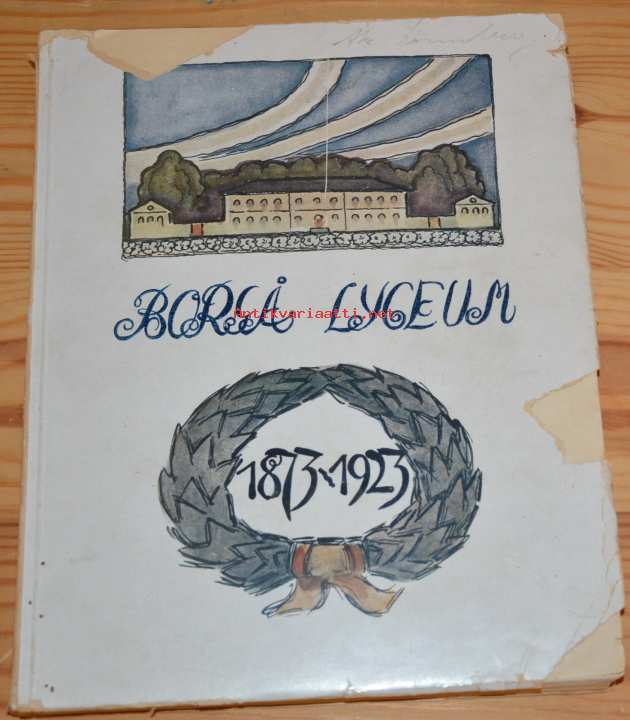 BORGÅ LYCEUM
Antikvariaatti.net
1873-1923